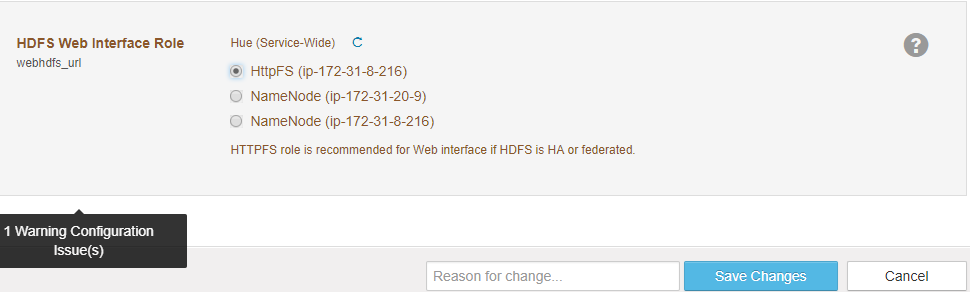 HDFS Web Interface Role
webhdfs_url
Hue (Service-Wide)
HttpFS (ip-172-31-8-216)
NameNode (ip-172-31-20-9)
NameNode (ip-172-31-8-216)
HTTPFS role is recommended for Web interface if HDFS is HA or federated.
?
1 Warning Configuration
Issue(s)
Reason for change...
Save Changes
Cancel